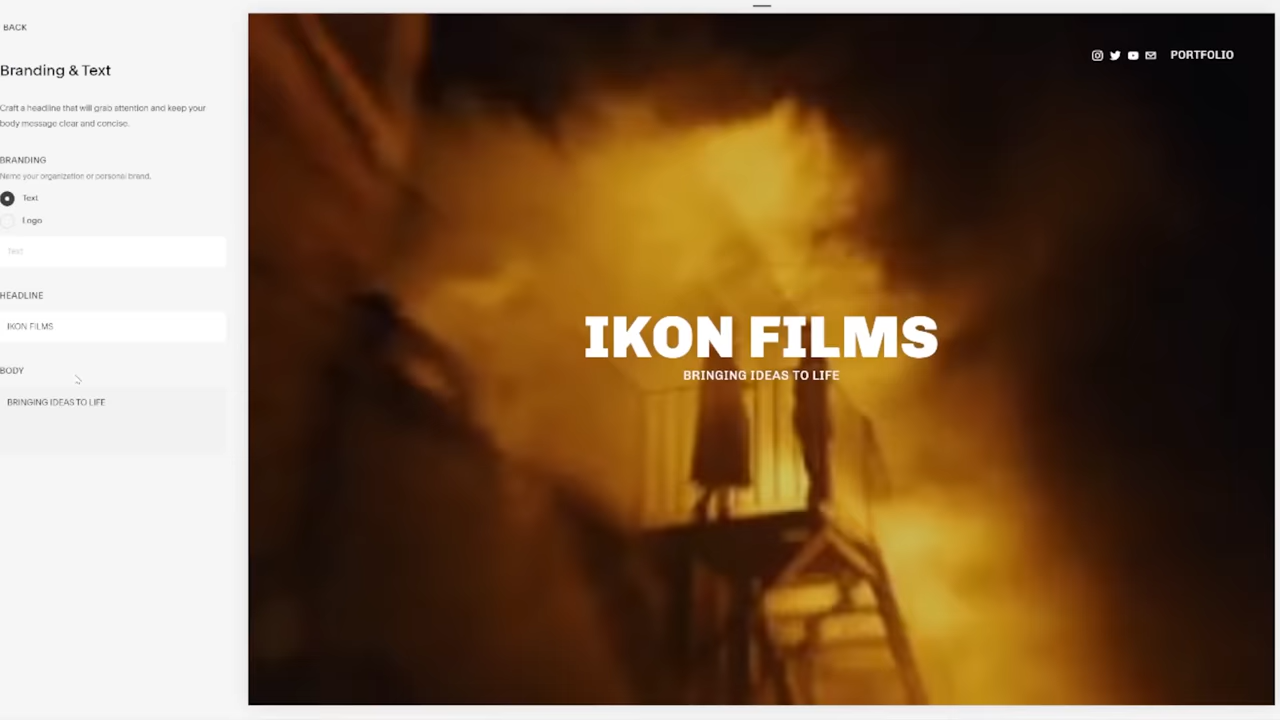 BACK
Branding & Text
Craft a headline that will grab attention and keep your
body message clear and concise.
BRANDING
Name your organization or personal brand.
Text
Logo
Text
HEADLINE
IKON FILMS
BODY
BRINGING IDEAS TO LIFE
PORTFOLIO
IKON FILMS
BRINGING IDEAS TO LIFE